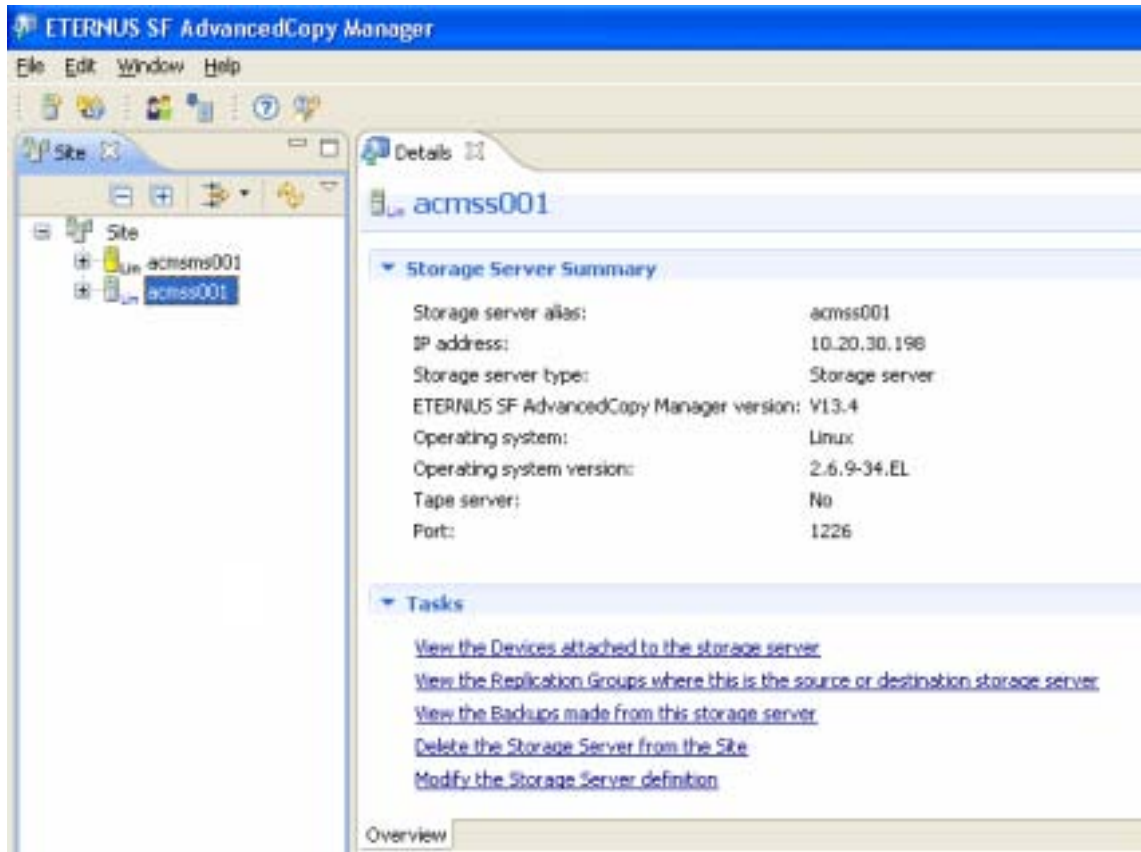 ETERNUS SF AdvancedCopy Manager
File Edit Window Help
Site
Details
acmss001
Site
Lin acmsms001
Lin acmss001
Storage Server Summary
Storage server alias: acmss001
IP address: 10.20.30.198
Storage server type: Storage server
ETERNUS SF AdvancedCopy Manager version: V13.4
Operating system: Linux
Operating system version: 2.6.9-34.EL
Tape server: No
Port: 1226
Tasks
View the Devices attached to the storage server
View the Replication Groups where this is the source or destination storage server
View the Backups made from this storage server
Delete the Storage Server from the Site
Modify the Storage Server definition
Overview